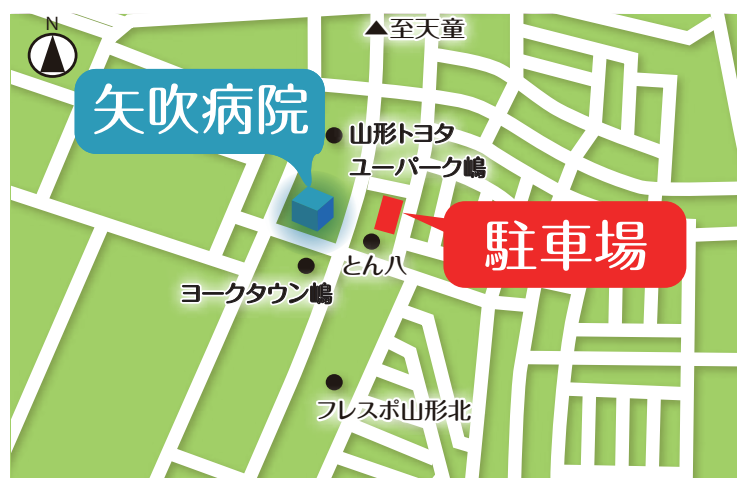 N
▲至天童
矢吹病院
山形トヨタ
ユーパーク嶋
駐車場
とん八
ヨークタウン嶋
フレスポ山形北